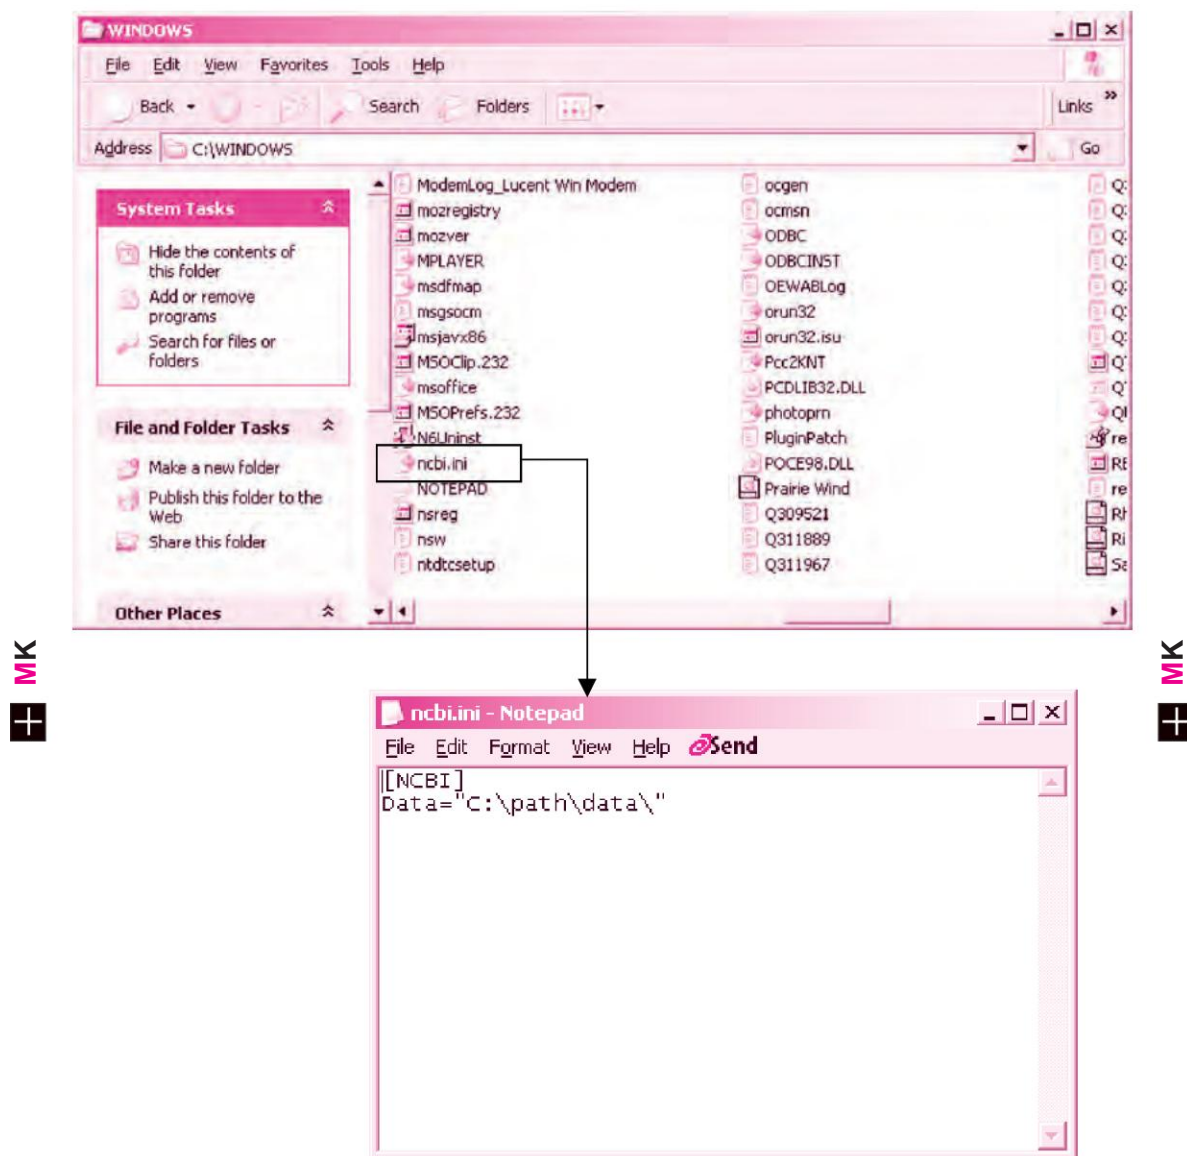 WINDOWS
File Edit View Favorites Tools Help
Back Search Folders Links »
Address C:\WINDOWS Go
System Tasks
Hide the contents of
this folder
Add or remove
programs
Search for files or
folders
File and Folder Tasks
Make a new folder
Publish this folder to the
Web
Share this folder
Other Places
ModemLog_Lucent Win Modem
mozregistry
mozver
MPLAYER
msdfmap
msgsocm
msjavx86
MSOClip.232
msoffice
MSOPrefs.232
N6Uninst
ncbi.ini
NOTEPAD
nsreg
nsw
ntdtcsetup
ocgen
ocmsn
ODBC
ODBCINST
OEWABLog
orun32
orun32.isu
Pcc2KNT
PCDLIB32.DLL
photoprn
PluginPatch
POCE98.DLL
Prairie Wind
Q309521
Q311889
Q311967
MK
MK
ncbi.ini - Notepad
File Edit Format View Help Send
[NCBI]
Data="C:\path\data\"